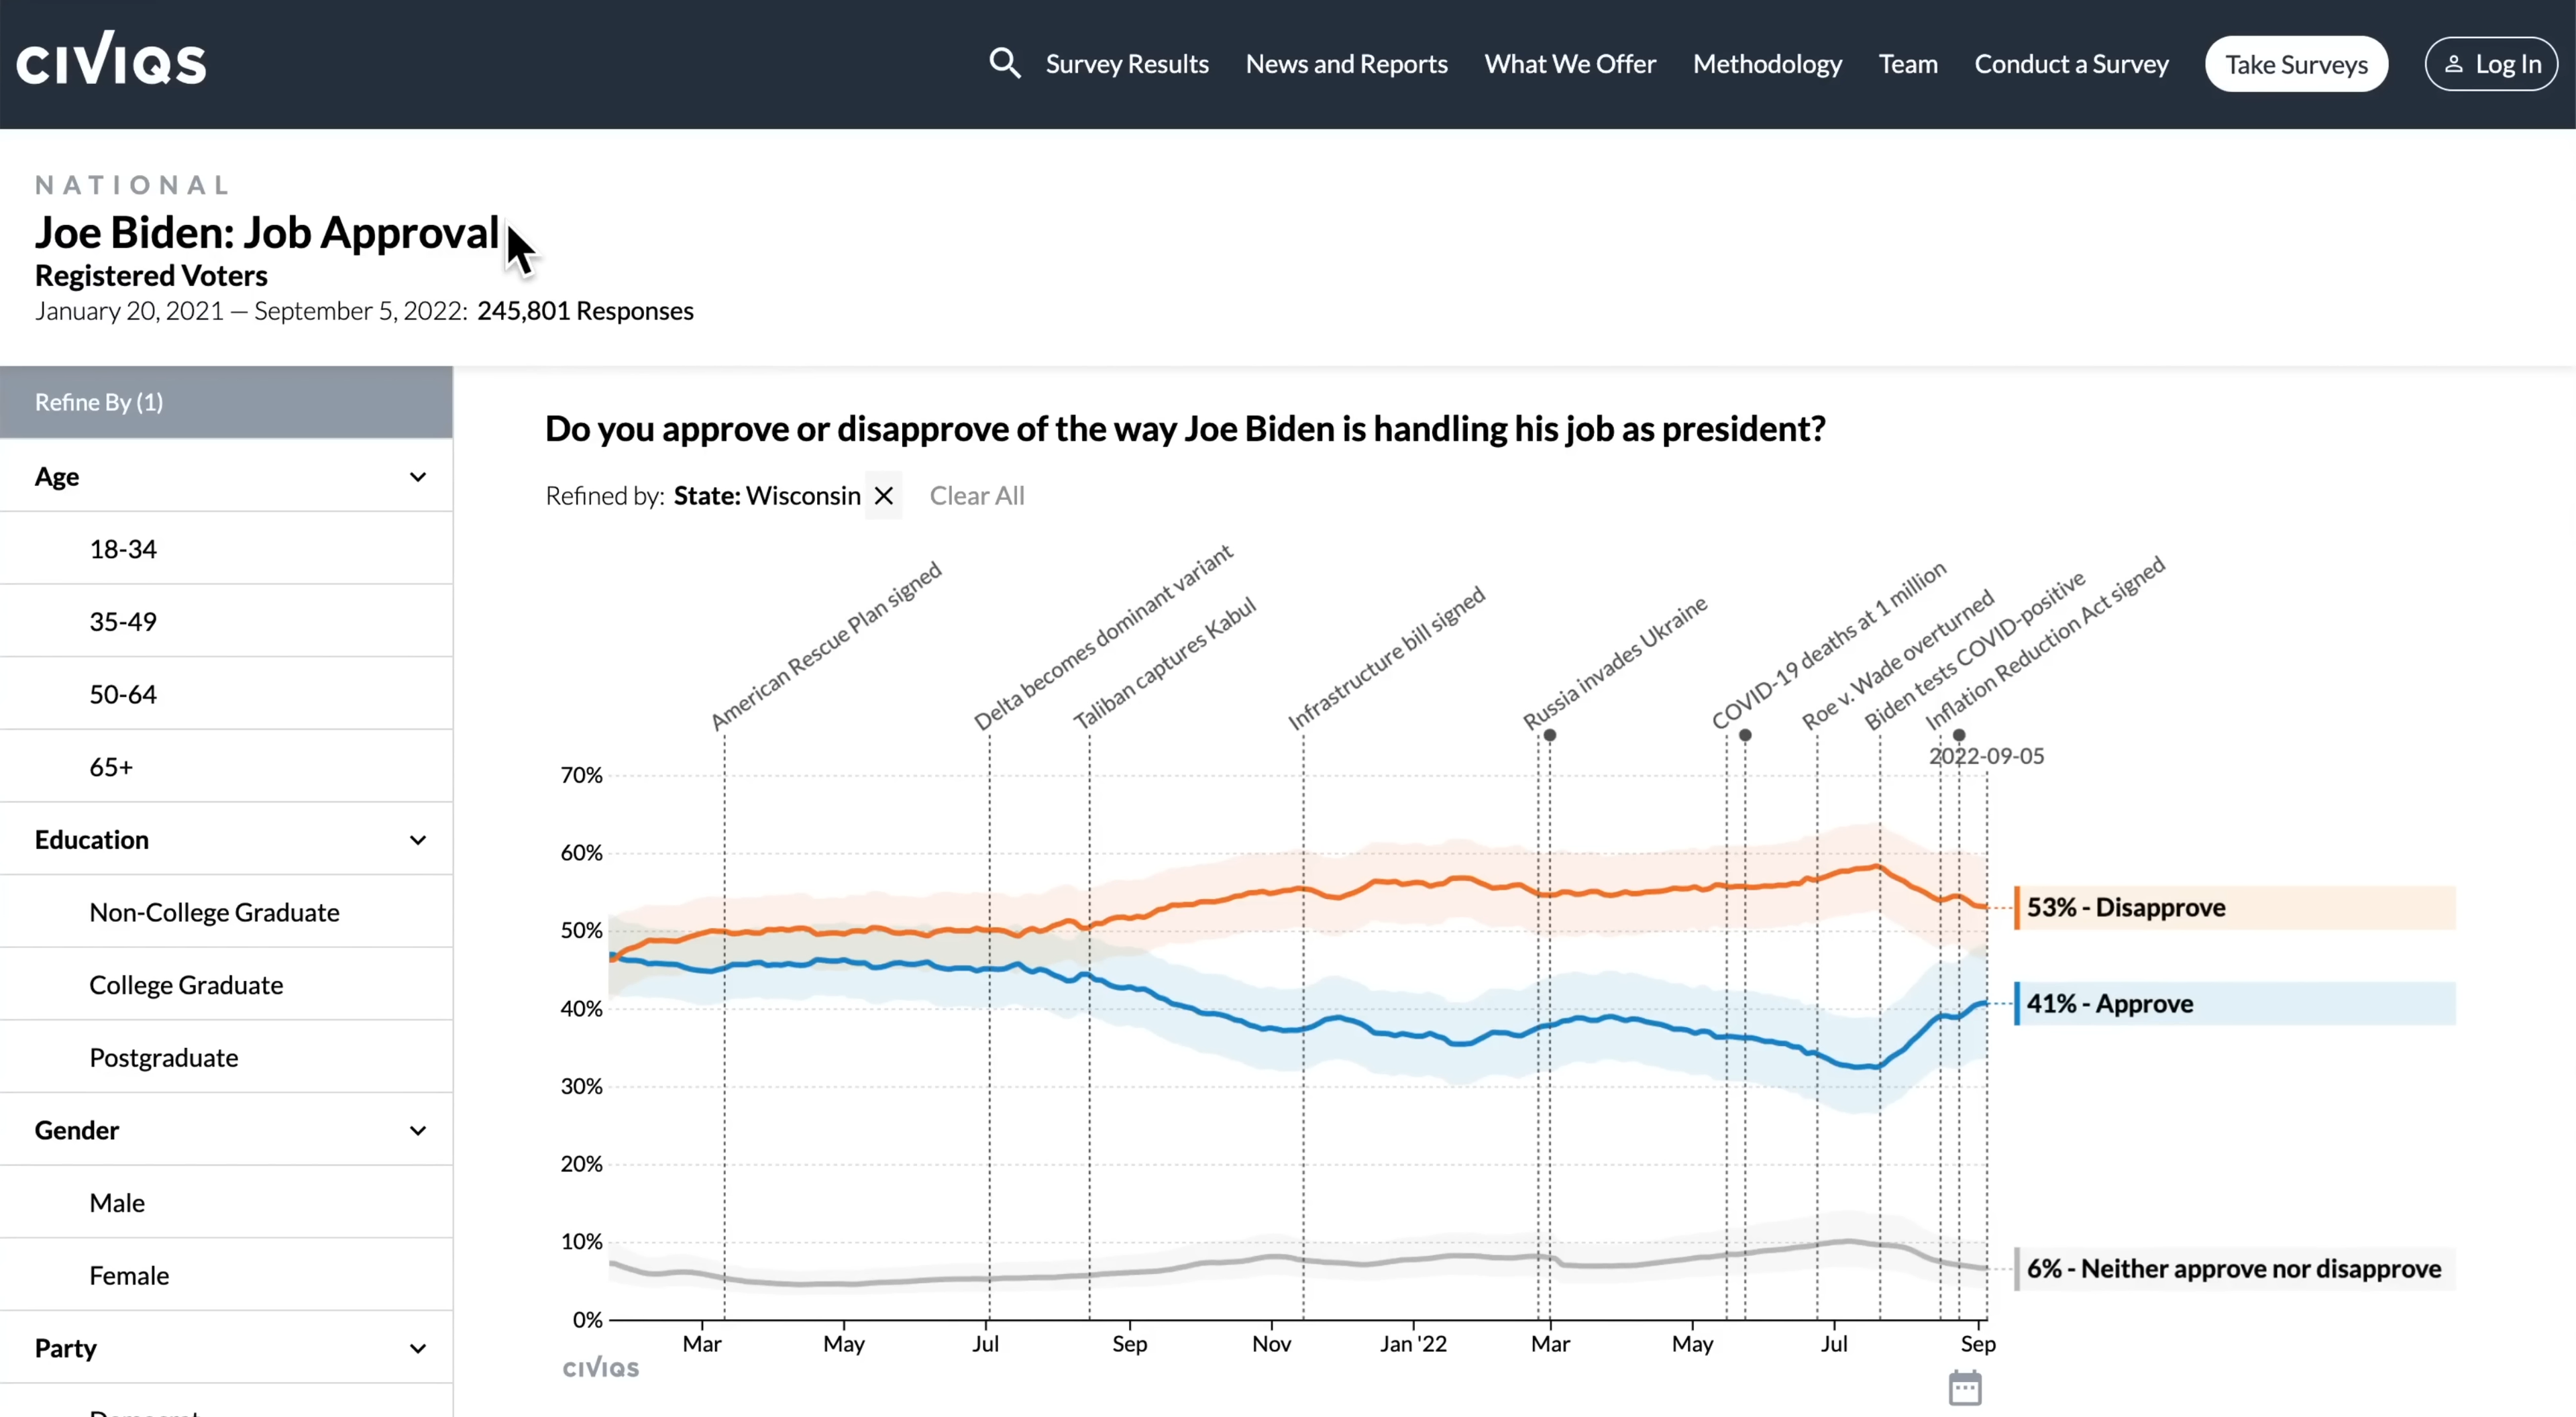 CIVIQS
Survey Results
News and Reports
What We Offer
Methodology
Team
Conduct a Survey
Take Surveys
Log In
NATIONAL
Joe Biden: Job Approval
Registered Voters
January 20, 2021 — September 5, 2022: 245,801 Responses
Refine By (1)
Age
18-34
35-49
50-64
65+
Education
Non-College Graduate
College Graduate
Postgraduate
Gender
Male
Female
Party
Do you approve or disapprove of the way Joe Biden is handling his job as president?
Refined by: State: Wisconsin
Clear All
American Rescue Plan signed
Delta becomes dominant variant
Taliban captures Kabul
Infrastructure bill signed
Russia invades Ukraine
COVID-19 deaths at 1 million
Roe v. Wade overturned
Biden tests COVID-positive
Inflation Reduction Act signed
2022-09-05
70%
60%
50%
40%
30%
20%
10%
0%
53% - Disapprove
41% - Approve
6% - Neither approve nor disapprove
Mar
May
Jul
Sep
Nov
Jan '22
Mar
May
Jul
Sep
CIVIQS